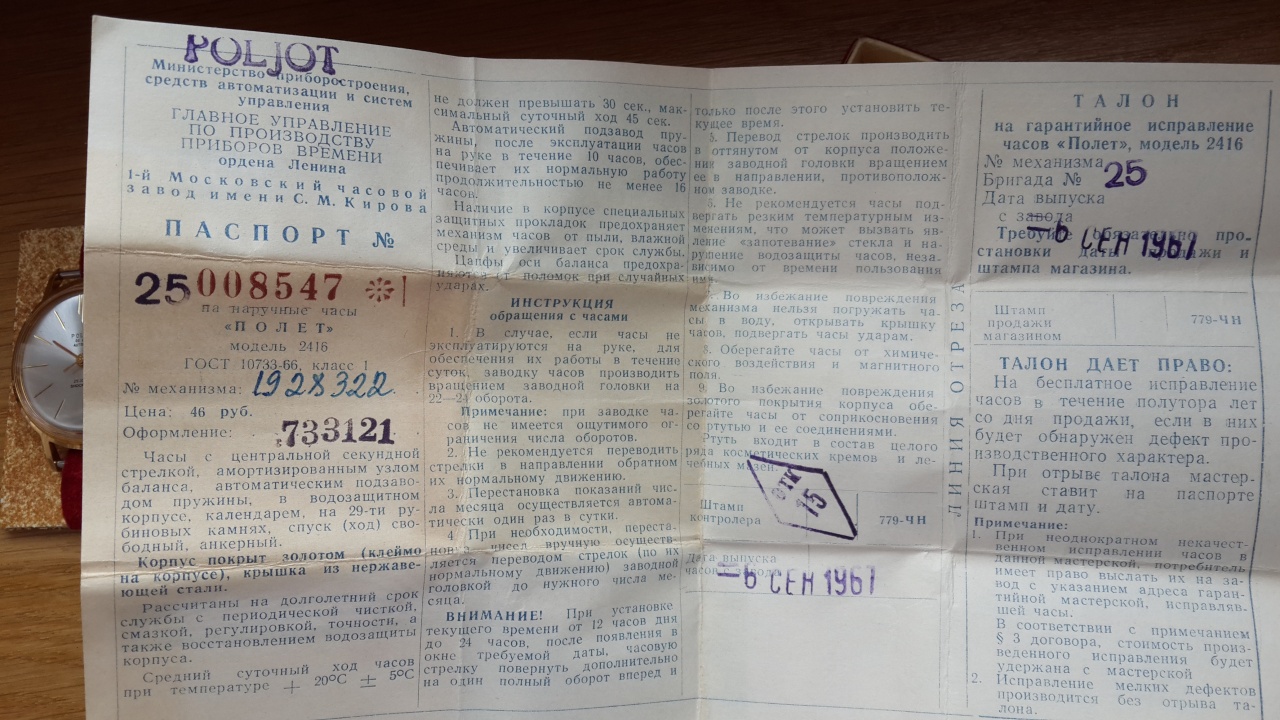 POLJOT
Министерство приборостроения,
средств автоматизации и систем
управления
ГЛАВНОЕ УПРАВЛЕНИЕ
ПО ПРОИЗВОДСТВУ
ПРИБОРОВ ВРЕМЕНИ
ордена Ленина
1-й Московский часовой
завод имени С. М. Кирова
ПАСПОРТ №
25 008547
на наручные часы
«ПОЛЕТ»
модель 2416
ГОСТ 10733-66, класс 1
№ механизма: 1928322
Цена: 46 руб.
Оформление: 733121
Часы с центральной секундной
стрелкой, амортизированным узлом
баланса, автоматическим подзаво-
дом пружины, в водозащитном
корпусе, календарем, на 29-ти ру-
биновых камнях, спуск (ход) сво-
бодный, анкерный.
Корпус покрыт золотом (клеймо
на корпусе), крышка из нержаве-
ющей стали.
Рассчитаны на долголетний срок
службы с периодической чисткой,
смазкой, регулировкой, точности, а
также восстановлением водозащиты
корпуса.
Средний суточный ход часов
при температуре + 20°С ± 5°С
не должен превышать 30 сек., мак-
симальный суточный ход 45 сек.
Автоматический подзавод пру-
жины, после эксплуатации часов
на руке в течение 10 часов, обес-
печивает их нормальную работу
продолжительностью не менее 16
часов.
Наличие в корпусе специальных
защитных прокладок предохраняет
механизм часов от пыли, влажной
среды и увеличивает срок службы.
Цапфы оси баланса предохра-
няются от поломок при случайных
ударах.
ИНСТРУКЦИЯ
обращения с часами
1. В случае, если часы не
эксплуатируются на руке, для
обеспечения их работы в течение
суток, заводку часов производить
вращением заводной головки на
22—24 оборота.
Примечание: при заводке ча-
сов не имеется ощутимого ог-
раничения числа оборотов.
2. Не рекомендуется переводить
стрелки в направлении обратном
их нормальному движению.
3. Перестановка показаний чис-
ла месяца осуществляется автома-
тически один раз в сутки.
4. При необходимости, переста-
новка чисел вручную осуществ-
ляется переводом стрелок (по их
нормальному движению) заводной
головкой до нужного числа ме-
сяца.
ВНИМАНИЕ! При установке
текущего времени от 12 часов дня
до 24 часов, после появления в
окне требуемой даты, часовую
стрелку повернуть дополнительно
на один полный оборот вперед и
только после этого установить те-
кущее время.
5. Перевод стрелок производить
в оттянутом от корпуса положе-
нии заводной головки вращением
ее в направлении, противополож-
ном заводке.
6. Не рекомендуется часы под-
вергать резким температурным из-
менениям, что может вызвать яв-
ление «запотевание» стекла и на-
рушение водозащиты часов, неза-
висимо от времени пользования
ими.
7. Во избежание повреждения
механизма нельзя погружать ча-
сы в воду, открывать крышку
часов, подвергать часы ударам.
8. Оберегайте часы от химиче-
ского воздействия и магнитного
поля.
9. Во избежание повреждения
золотого покрытия корпуса обе-
регайте часы от соприкосновения
со ртутью и ее соединениями.
Ртуть входит в состав целого
ряда косметических кремов и ле-
чебных мазей.
ОТК
15
Штамп
контролера
779-ЧН
Дата выпуска
часов с завода
—6 СЕН 1967
ЛИНИЯ ОТРЕЗА
ТАЛОН
на гарантийное исправление
часов «Полет», модель 2416
№ механизма
Бригада № 25
Дата выпуска
с завода
—6 СЕН 1967
Требуйте обязательно про-
становки даты продажи и
штампа магазина.
Штамп
продажи
магазином
779-ЧН
ТАЛОН ДАЕТ ПРАВО:
На бесплатное исправление
часов в течение полутора лет
со дня продажи, если в них
будет обнаружен дефект про-
изводственного характера.
При отрыве талона мастер-
ская ставит на паспорте
штамп и дату.
Примечание:
1. При неоднократном некачест-
венном исправлении часов в
данной мастерской, потребитель
имеет право выслать их на за-
вод с указанием адреса гаран-
тийной мастерской, исправляв-
шей часы.
В соответствии с примечанием
§ 3 договора, стоимость произ-
веденного исправления будет
удержана с мастерской
2. Исправление мелких дефектов
производится без отрыва та-
лона.